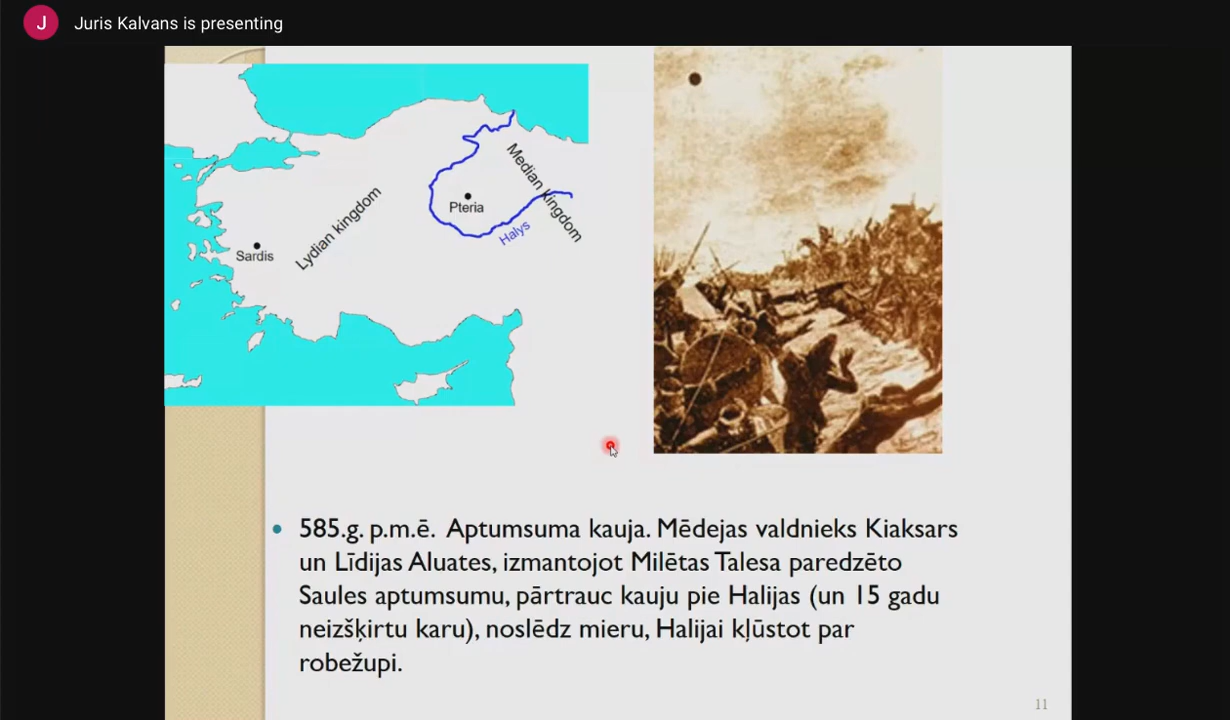 J
Juris Kalvans is presenting
Lydian kingdom
Median kingdom
Pteria
Halys
Sardis
585.g. p.m.ē. Aptumsuma kauja. Mēdejas valdnieks Kiaksars
un Līdijas Aluates, izmantojot Milētas Talesa paredzēto
Saules aptumsumu, pārtrauc kauju pie Halijas (un 15 gadu
neizšķirtu karu), noslēdz mieru, Halijai kļūstot par
robežupi.
11